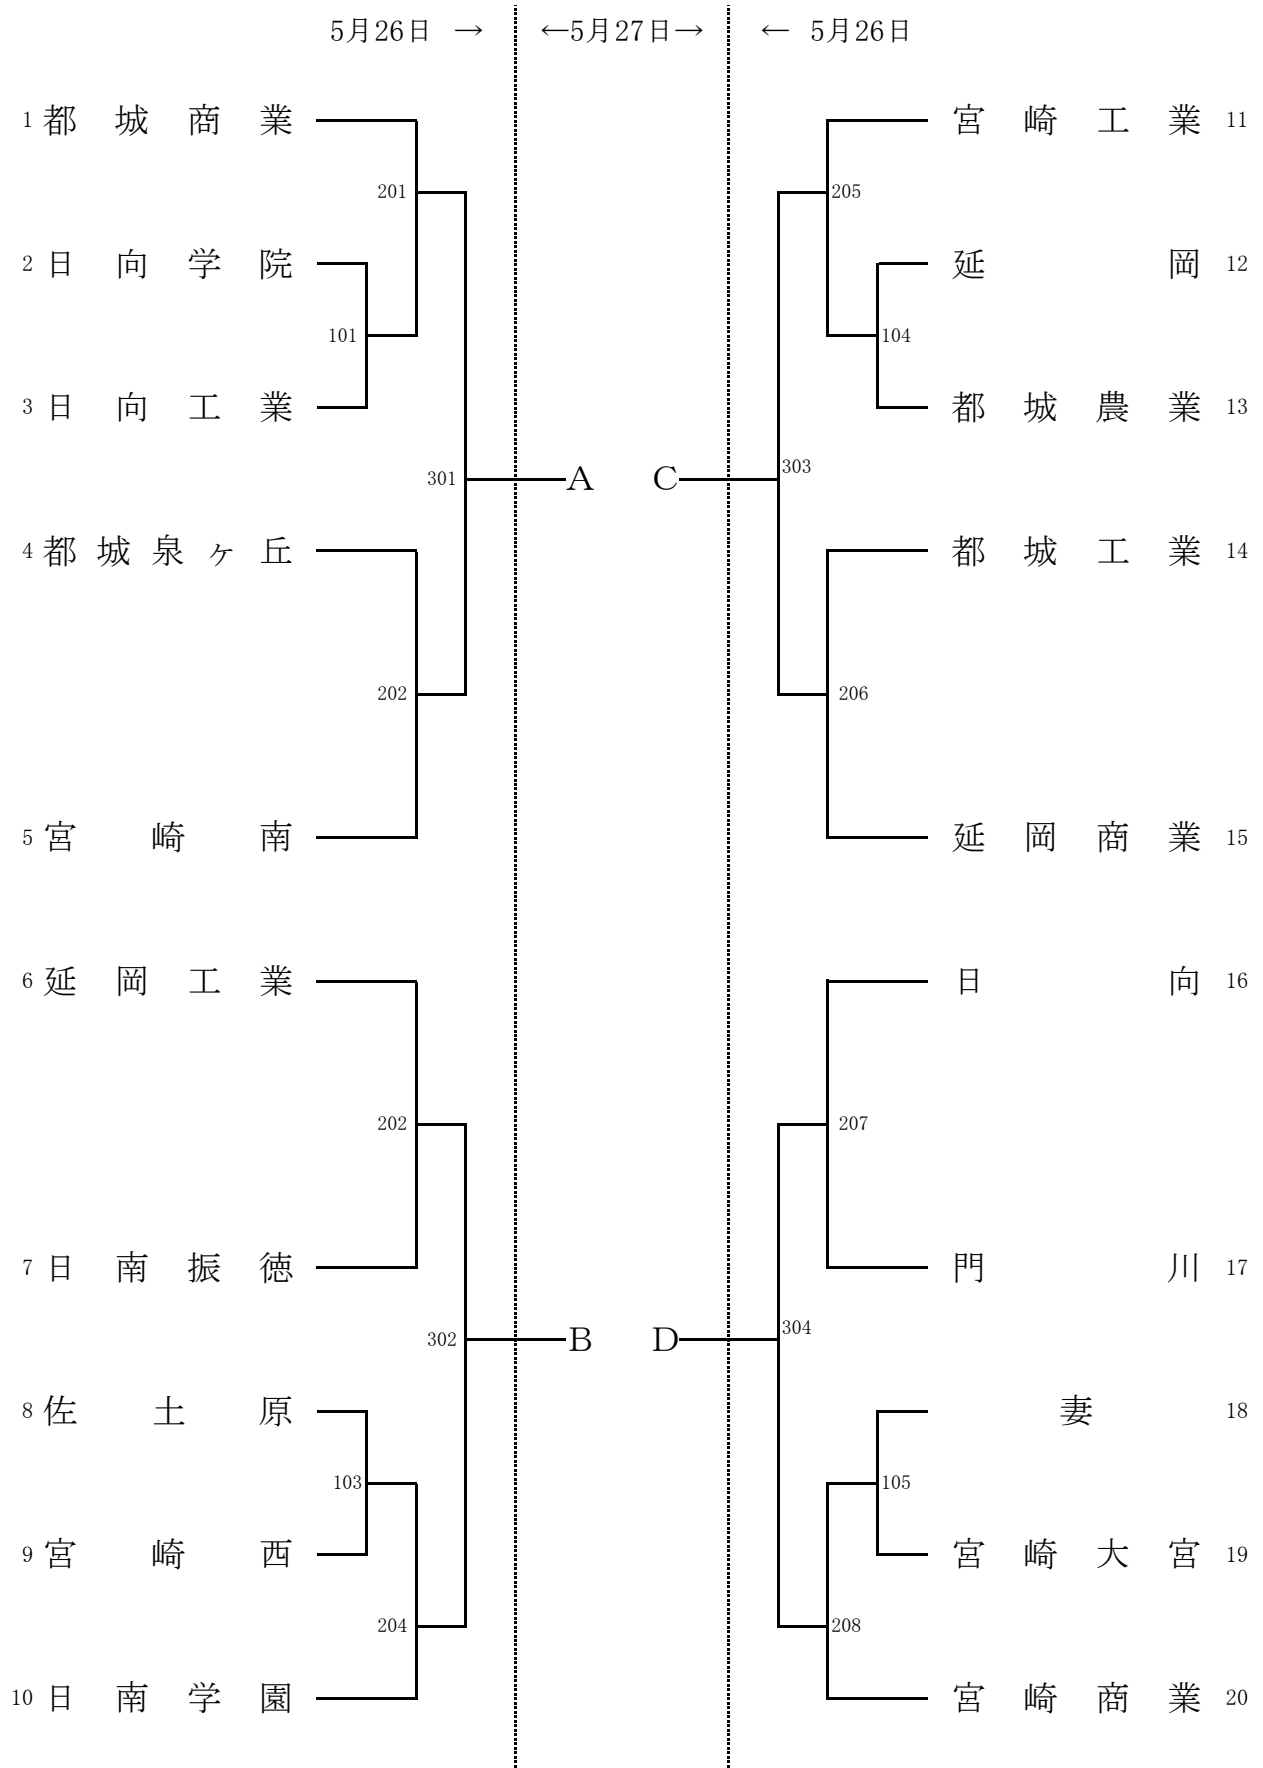 5月26日 → ←5月27日→ ← 5月26日
1 都城商業 宮崎工業 11
201 205
2 日向学院 延岡 12
101 104
3 日向工業 都城農業 13
303
301 A C
4 都城泉ヶ丘 都城工業 14
202 206
5 宮崎南 延岡商業 15
6 延岡工業 日向 16
202 207
7 日南振徳 門川 17
304
302 B D
8 佐土原 妻 18
103 105
9 宮崎西 宮崎大宮 19
204 208
10 日南学園 宮崎商業 20